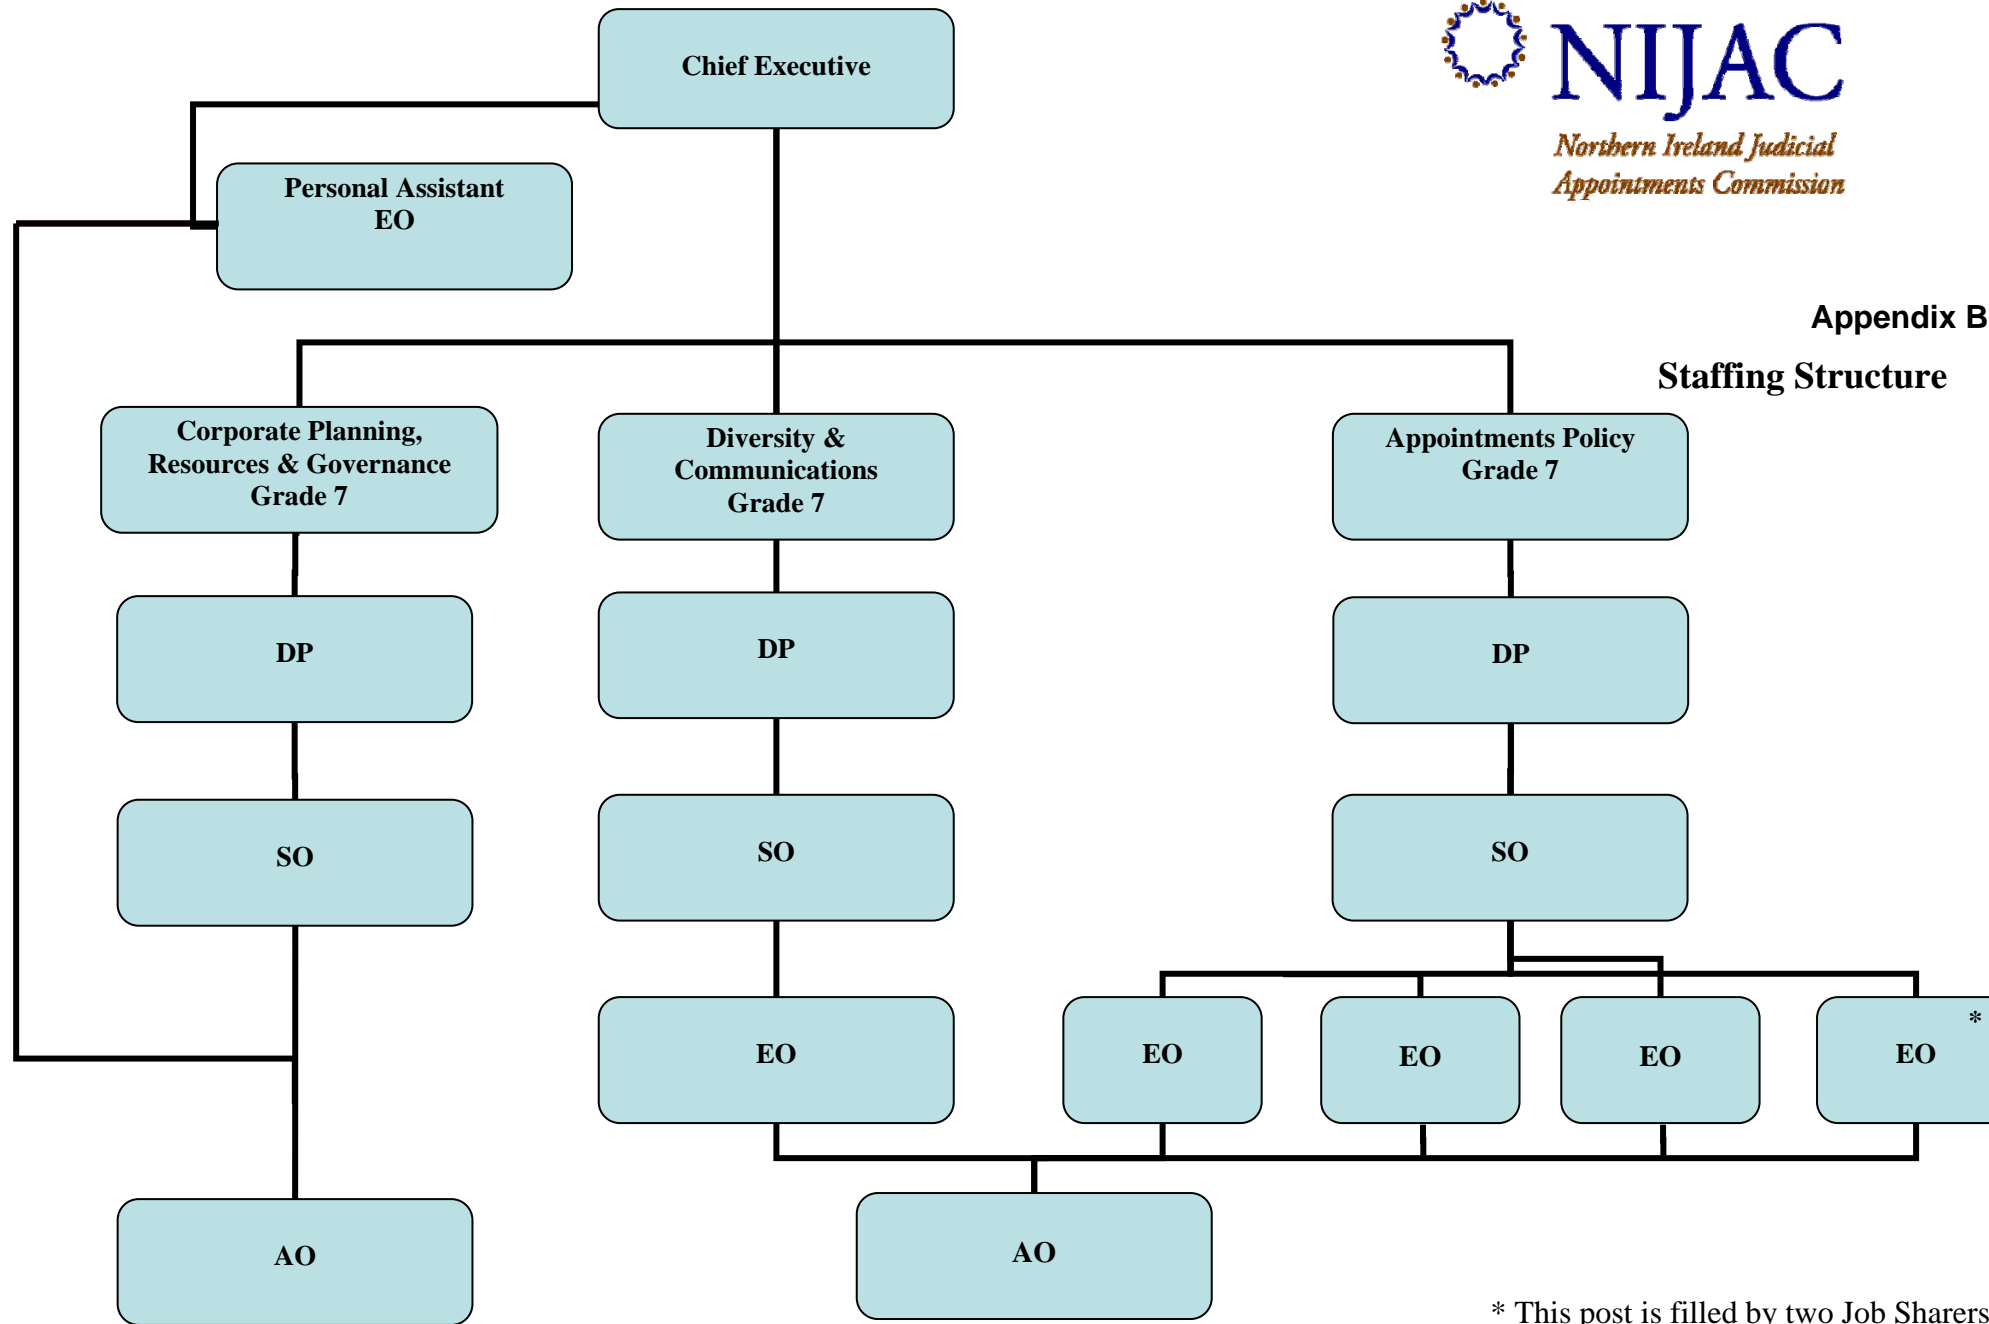 Chief Executive
NIJAC
Northern Ireland Judicial
Appointments Commission
Personal Assistant
EO
Appendix B
Staffing Structure
Corporate Planning,
Resources & Governance
Grade 7
Diversity &
Communications
Grade 7
Appointments Policy
Grade 7
DP
DP
DP
SO
SO
SO
EO
EO
EO
EO
*
EO
AO
AO
* This post is filled by two Job Sharers